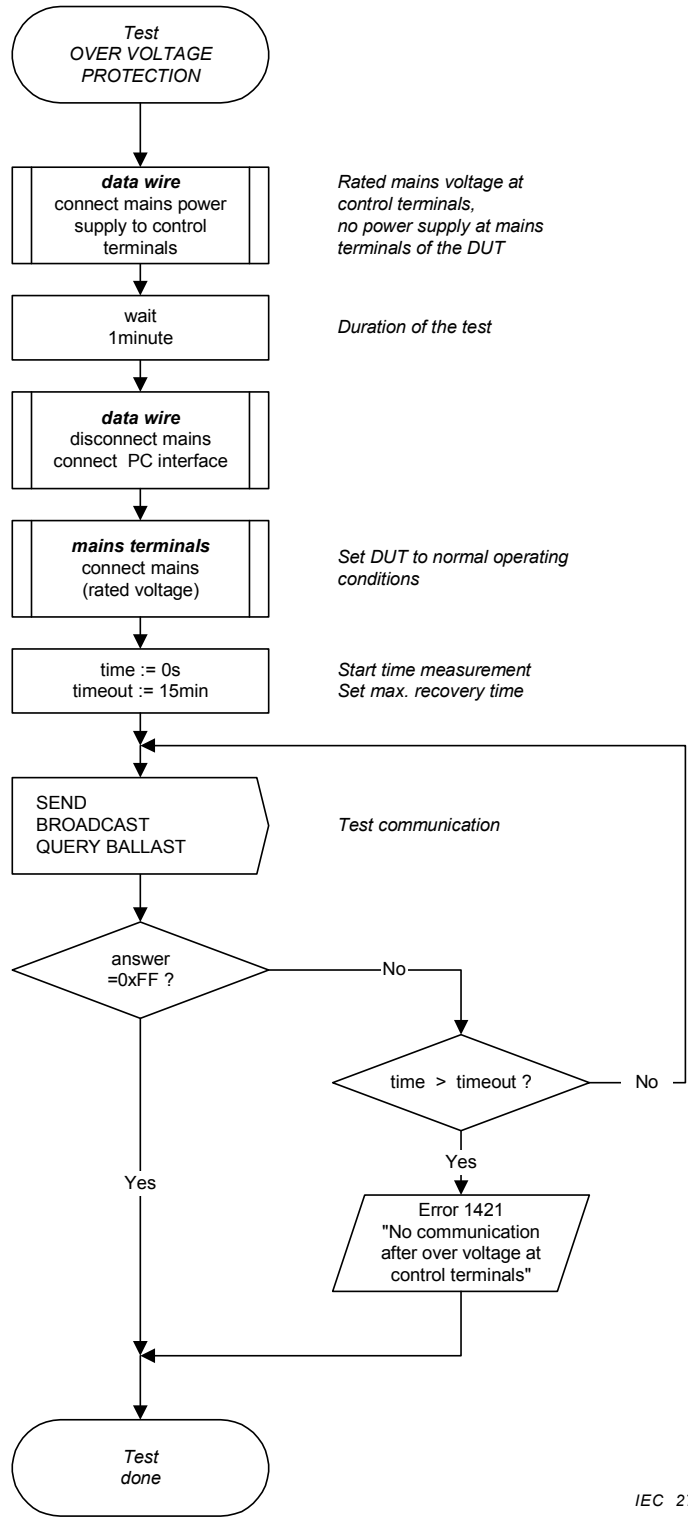 Test
OVER VOLTAGE
PROTECTION
data wire
connect mains power
supply to control
terminals
Rated mains voltage at
control terminals,
no power supply at mains
terminals of the DUT
wait
1minute
Duration of the test
data wire
disconnect mains
connect PC interface
mains terminals
connect mains
(rated voltage)
Set DUT to normal operating
conditions
time := 0s
timeout := 15min
Start time measurement
Set max. recovery time
SEND
BROADCAST
QUERY BALLAST
Test communication
answer
=0xFF ?
No
time > timeout ?
No
Yes
Yes
Error 1421
"No communication
after over voltage at
control terminals"
Test
done
IEC